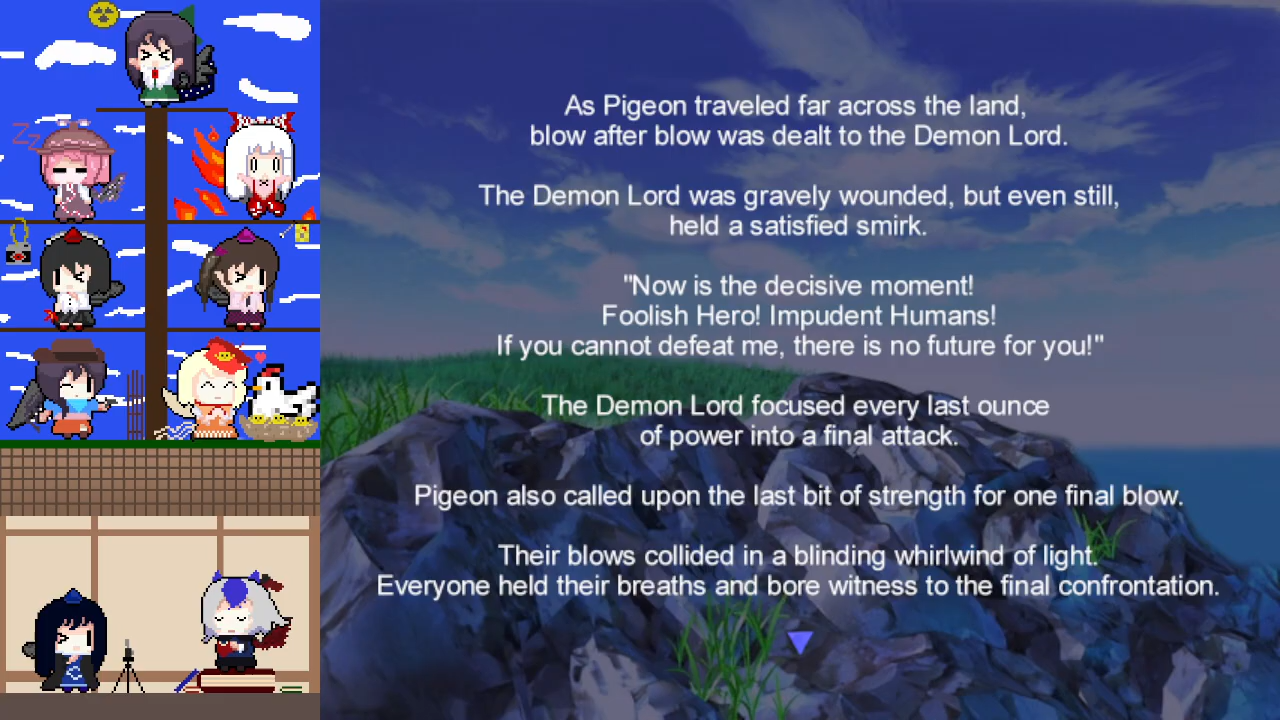 As Pigeon traveled far across the land,
blow after blow was dealt to the Demon Lord.
The Demon Lord was gravely wounded, but even still,
held a satisfied smirk.
"Now is the decisive moment!
Foolish Hero! Impudent Humans!
If you cannot defeat me, there is no future for you!"
The Demon Lord focused every last ounce
of power into a final attack.
Pigeon also called upon the last bit of strength for one final blow.
Their blows collided in a blinding whirlwind of light.
Everyone held their breaths and bore witness to the final confrontation.
ZZ